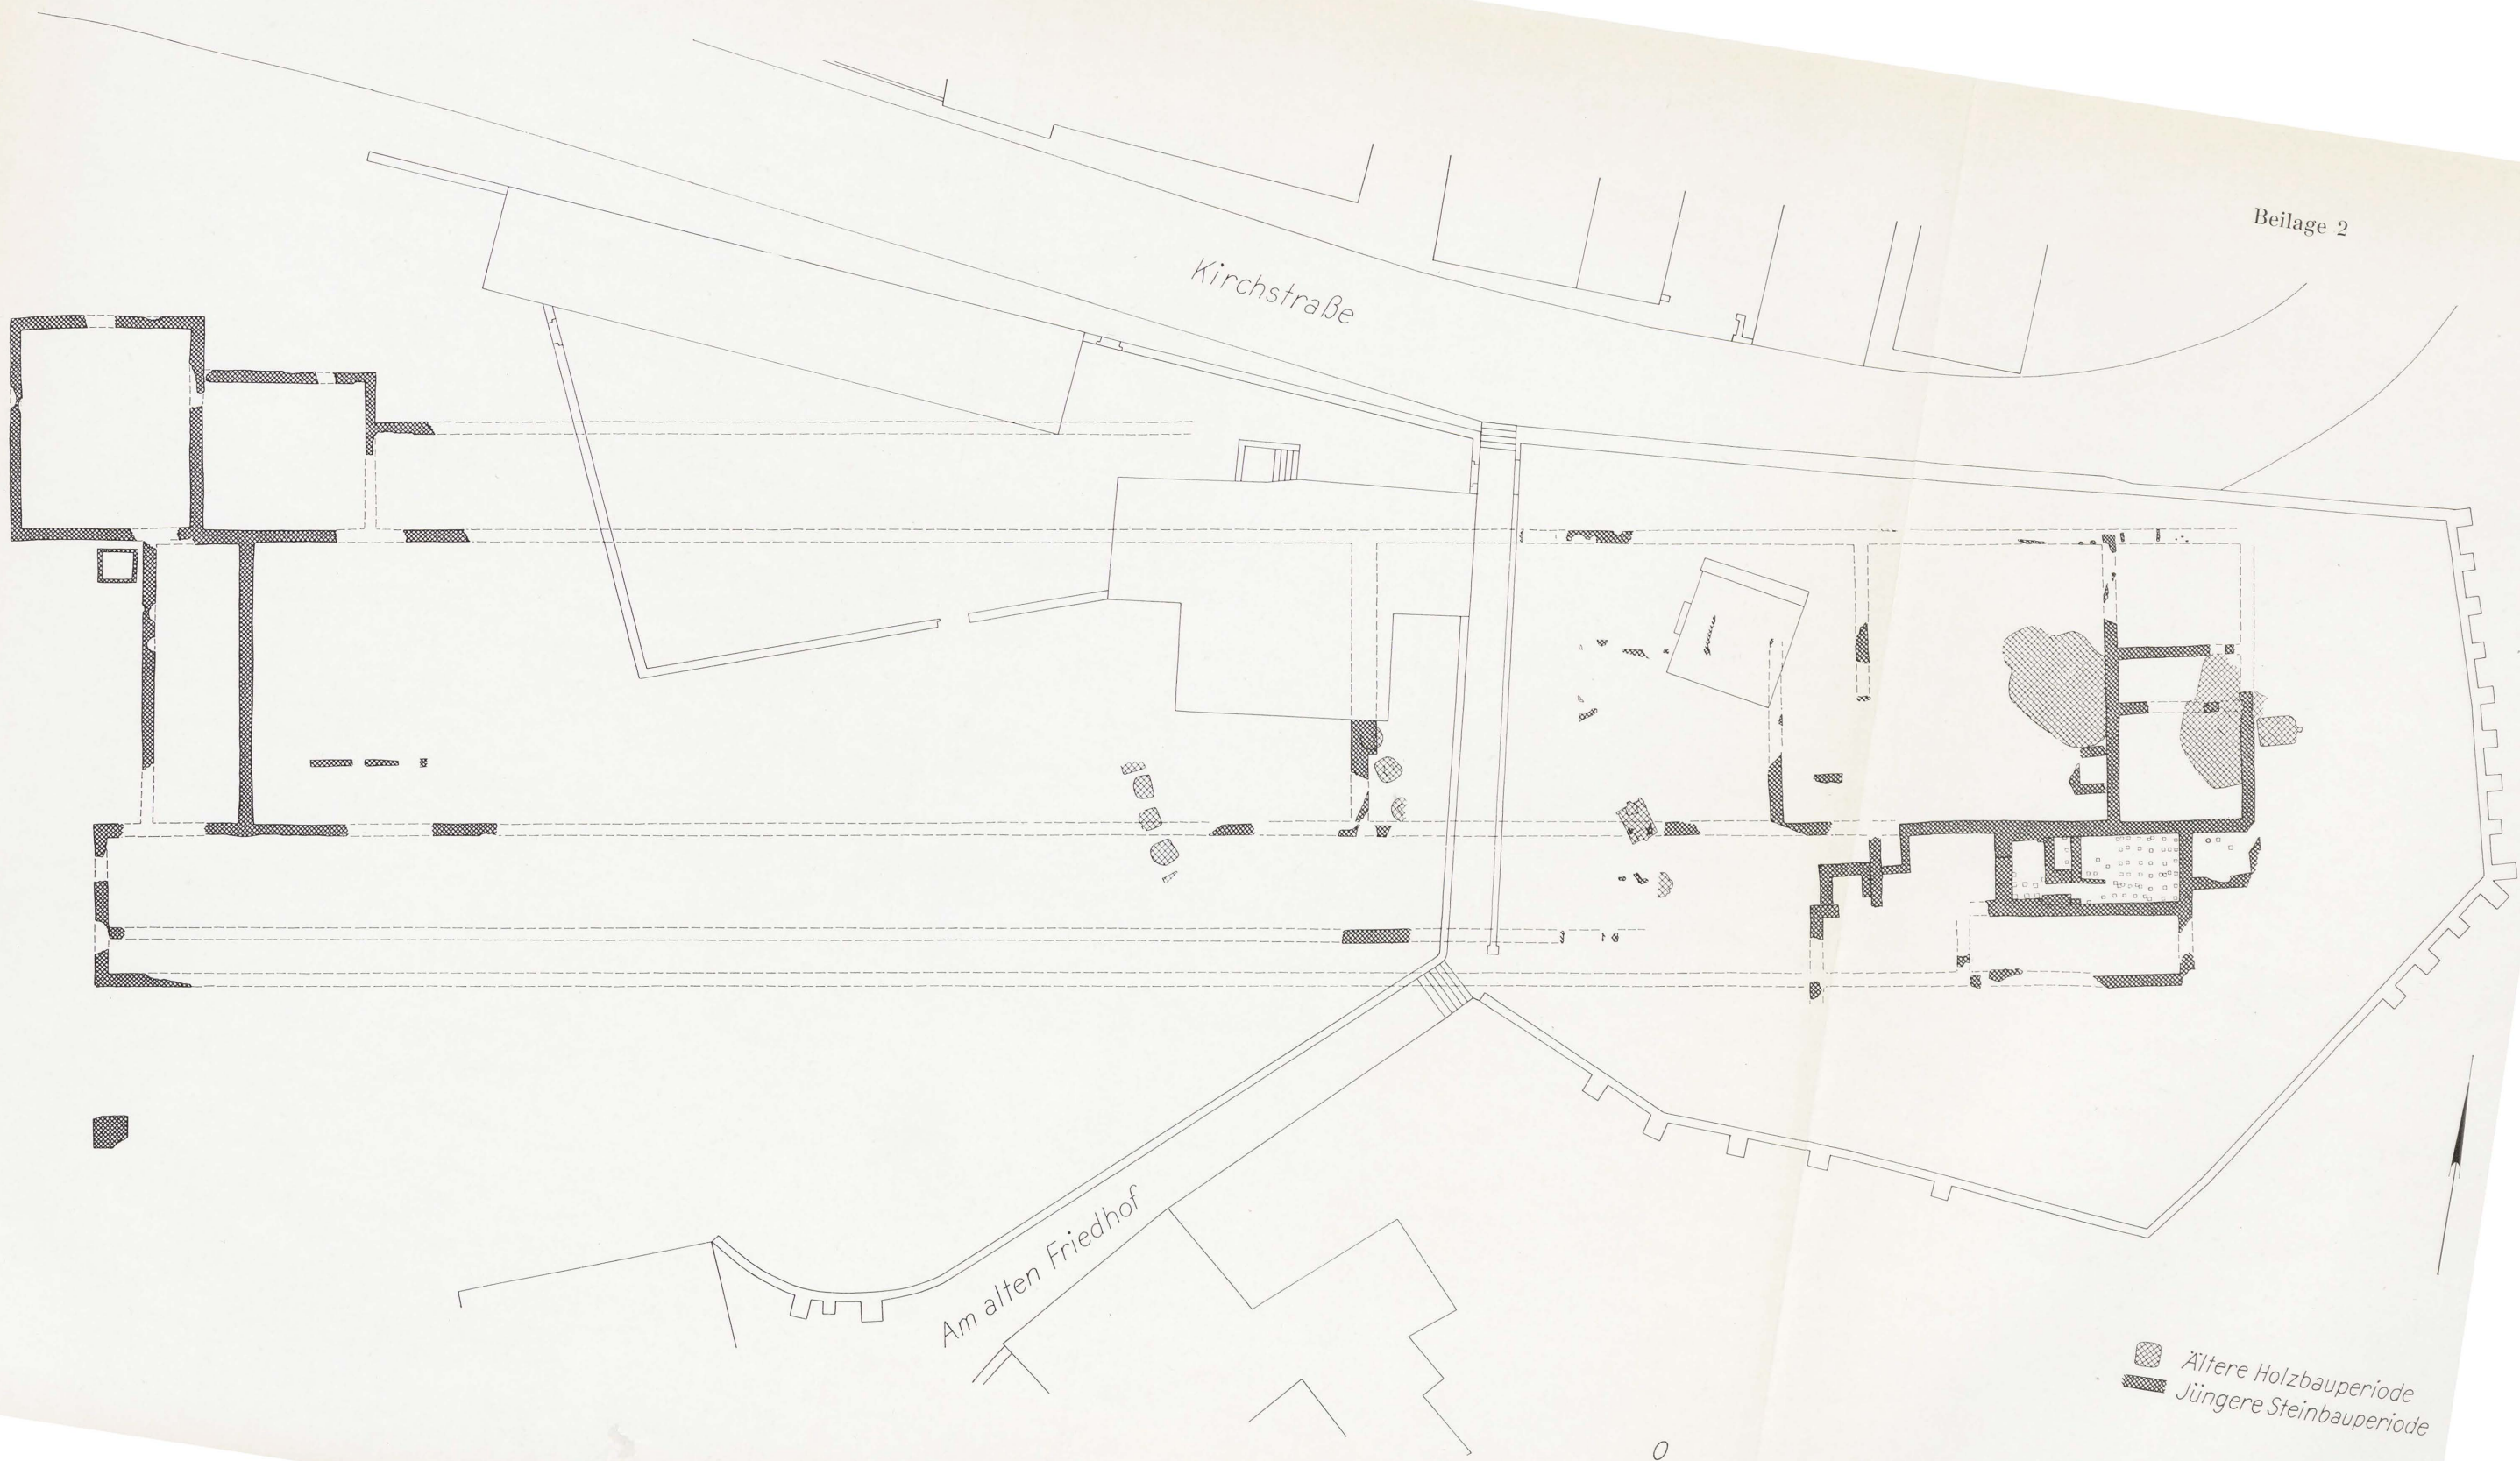 Beilage 2
Kirchstraße
Am alten Friedhof
Ältere Holzbauperiode
Jüngere Steinbauperiode
0